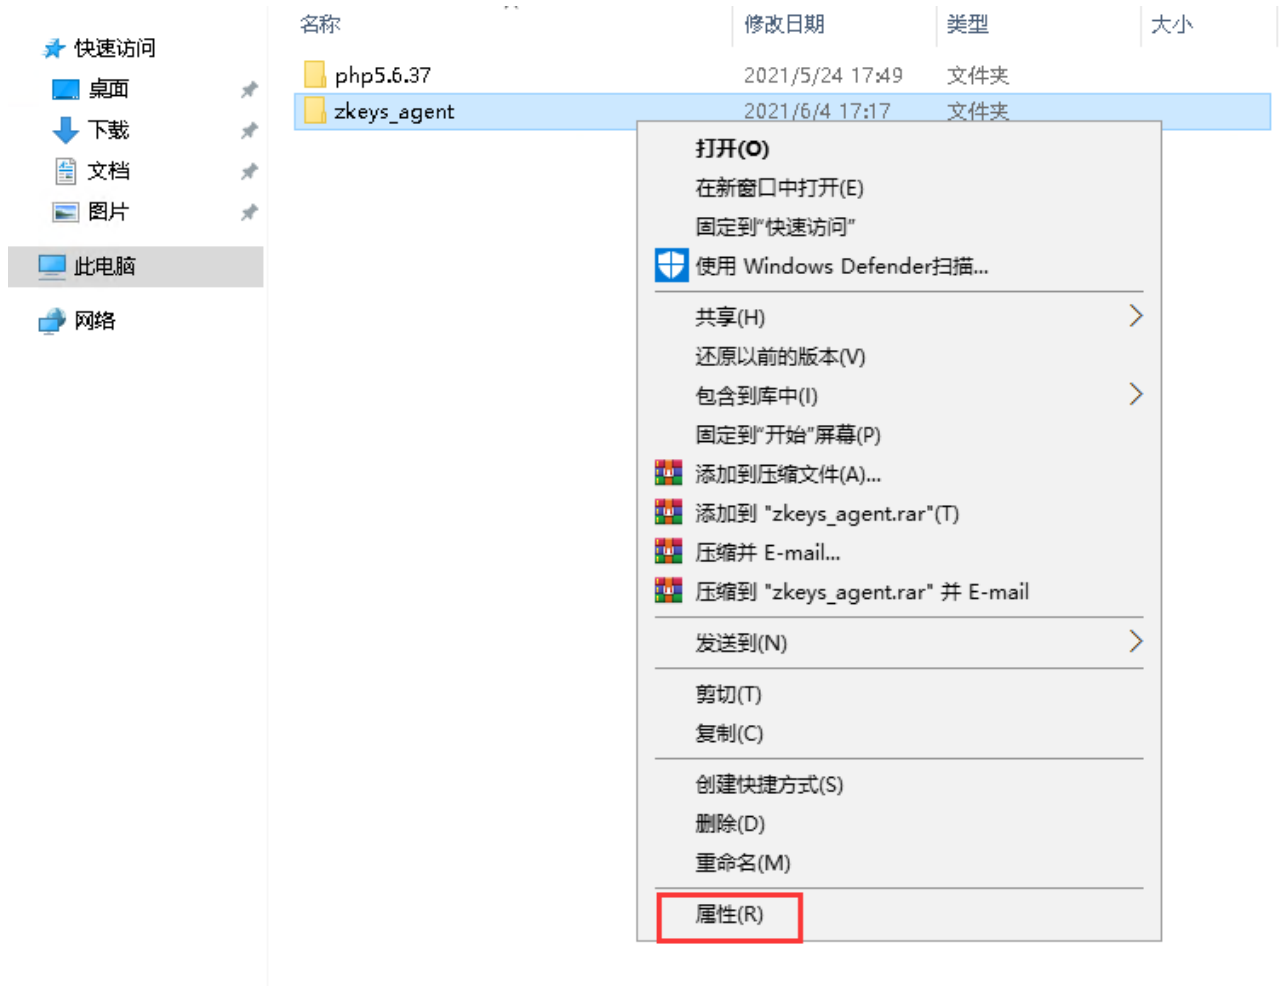 快速访问
桌面
下载
文档
图片
此电脑
网络
名称 修改日期 类型 大小
php5.6.37 2021/5/24 17:49 文件夹
zkeys_agent 2021/6/4 17:17 文件夹
打开(O)
在新窗口中打开(E)
固定到"快速访问"
使用 Windows Defender扫描...
共享(H)
还原以前的版本(V)
包含到库中(I)
固定到"开始"屏幕(P)
添加到压缩文件(A)...
添加到 "zkeys_agent.rar"(T)
压缩并 E-mail...
压缩到 "zkeys_agent.rar" 并 E-mail
发送到(N)
剪切(T)
复制(C)
创建快捷方式(S)
删除(D)
重命名(M)
属性(R)